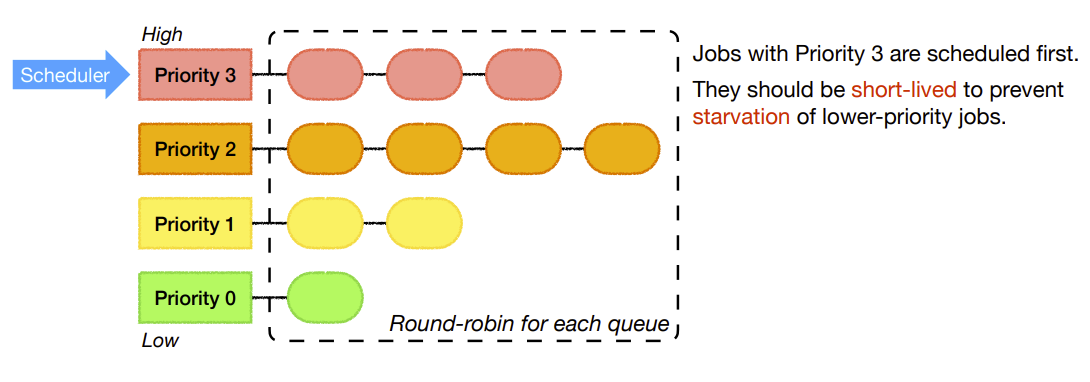 High
Scheduler
Priority 3
Priority 2
Priority 1
Priority 0
Low
Round-robin for each queue
Jobs with Priority 3 are scheduled first.
They should be short-lived to prevent
starvation of lower-priority jobs.